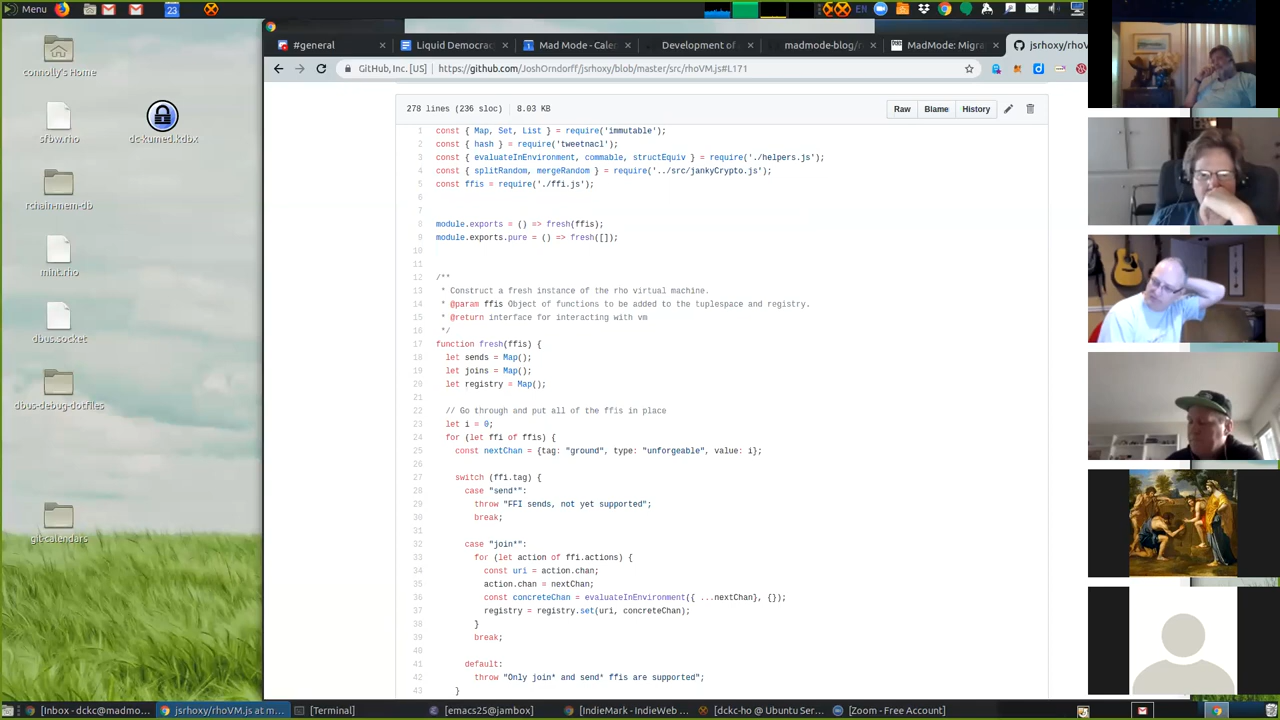 Menu
23
EN
connolly's Home
sfbw.rho
dc-kumed.kdbx
rchain-mem-db
mint.rho
dbus.socket
dbus-debug-dotfiles
git-calendars
#general
Liquid Democrac
Mad Mode - Cale
Development of
madmode-blog/r
MadMode: Migra
jsrhoxy/rhoV
GitHub, Inc. [US]
https://github.com/JoshOrndorff/jsrhoxy/blob/master/src/rhoVM.js#L171
278 lines (236 sloc)
8.03 KB
Raw
Blame
History
1 const { Map, Set, List } = require('immutable');
2 const { hash } = require('tweetnacl');
3 const { evaluateInEnvironment, commable, structEquiv } = require('./helpers.js');
4 const { splitRandom, mergeRandom } = require('../src/jankyCrypto.js');
5 const ffis = require('./ffi.js');
6
7
8 module.exports = () => fresh(ffis);
9 module.exports.pure = () => fresh([]);
10
11
12 /**
13 * Construct a fresh instance of the rho virtual machine.
14 * @param ffis Object of functions to be added to the tuplespace and registry.
15 * @return interface for interacting with vm
16 */
17 function fresh(ffis) {
18 let sends = Map();
19 let joins = Map();
20 let registry = Map();
21
22 // Go through and put all of the ffis in place
23 let i = 0;
24 for (let ffi of ffis) {
25 const nextChan = {tag: "ground", type: "unforgeable", value: i};
26
27 switch (ffi.tag) {
28 case "send*":
29 throw "FFI sends, not yet supported";
30 break;
31
32 case "join*":
33 for (let action of ffi.actions) {
34 const uri = action.chan;
35 action.chan = nextChan;
36 const concreteChan = evaluateInEnvironment({ ...nextChan}, {});
37 registry = registry.set(uri, concreteChan);
38 }
39 break;
40
41 default:
42 throw "Only join* and send* ffis are supported";
43 }
[Inbox - dckc@madmo...
jsrhoxy/rhoVM.js at m...
[Terminal]
[emacs25@jambox]
[IndieMark - IndieWeb ...
[dckc-ho @ Ubuntu Ser...
[Zoom - Free Account]